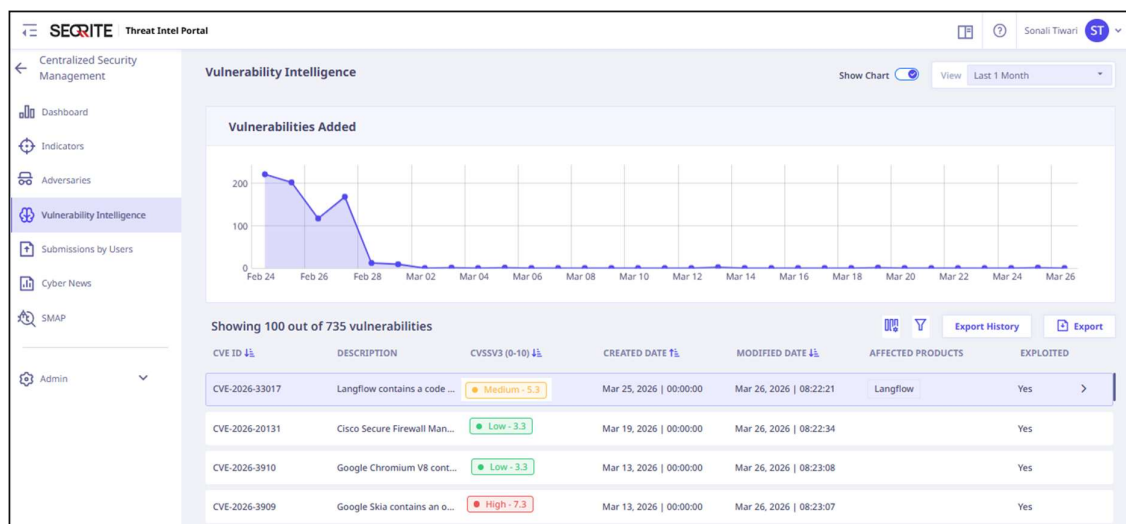 SEQRITE Threat Intel Portal
Sonali Tiwari ST
Centralized Security Management
Dashboard
Indicators
Adversaries
Vulnerability Intelligence
Submissions by Users
Cyber News
SMAP
Admin
Vulnerability Intelligence
Show Chart
View Last 1 Month
Vulnerabilities Added
200
100
0
Feb 24 Feb 26 Feb 28 Mar 02 Mar 04 Mar 06 Mar 08 Mar 10 Mar 12 Mar 14 Mar 16 Mar 18 Mar 20 Mar 22 Mar 24 Mar 26
Showing 100 out of 735 vulnerabilities
Export History Export
CVE ID DESCRIPTION CVSSV3 (0-10) CREATED DATE MODIFIED DATE AFFECTED PRODUCTS EXPLOITED
CVE-2026-33017 Langflow contains a code ... Medium - 5.3 Mar 25, 2026 | 00:00:00 Mar 26, 2026 | 08:22:21 Langflow Yes
CVE-2026-20131 Cisco Secure Firewall Man... Low - 3.3 Mar 19, 2026 | 00:00:00 Mar 26, 2026 | 08:22:34 Yes
CVE-2026-3910 Google Chromium V8 cont... Low - 3.3 Mar 13, 2026 | 00:00:00 Mar 26, 2026 | 08:23:08 Yes
CVE-2026-3909 Google Skia contains an o... High - 7.3 Mar 13, 2026 | 00:00:00 Mar 26, 2026 | 08:23:07 Yes